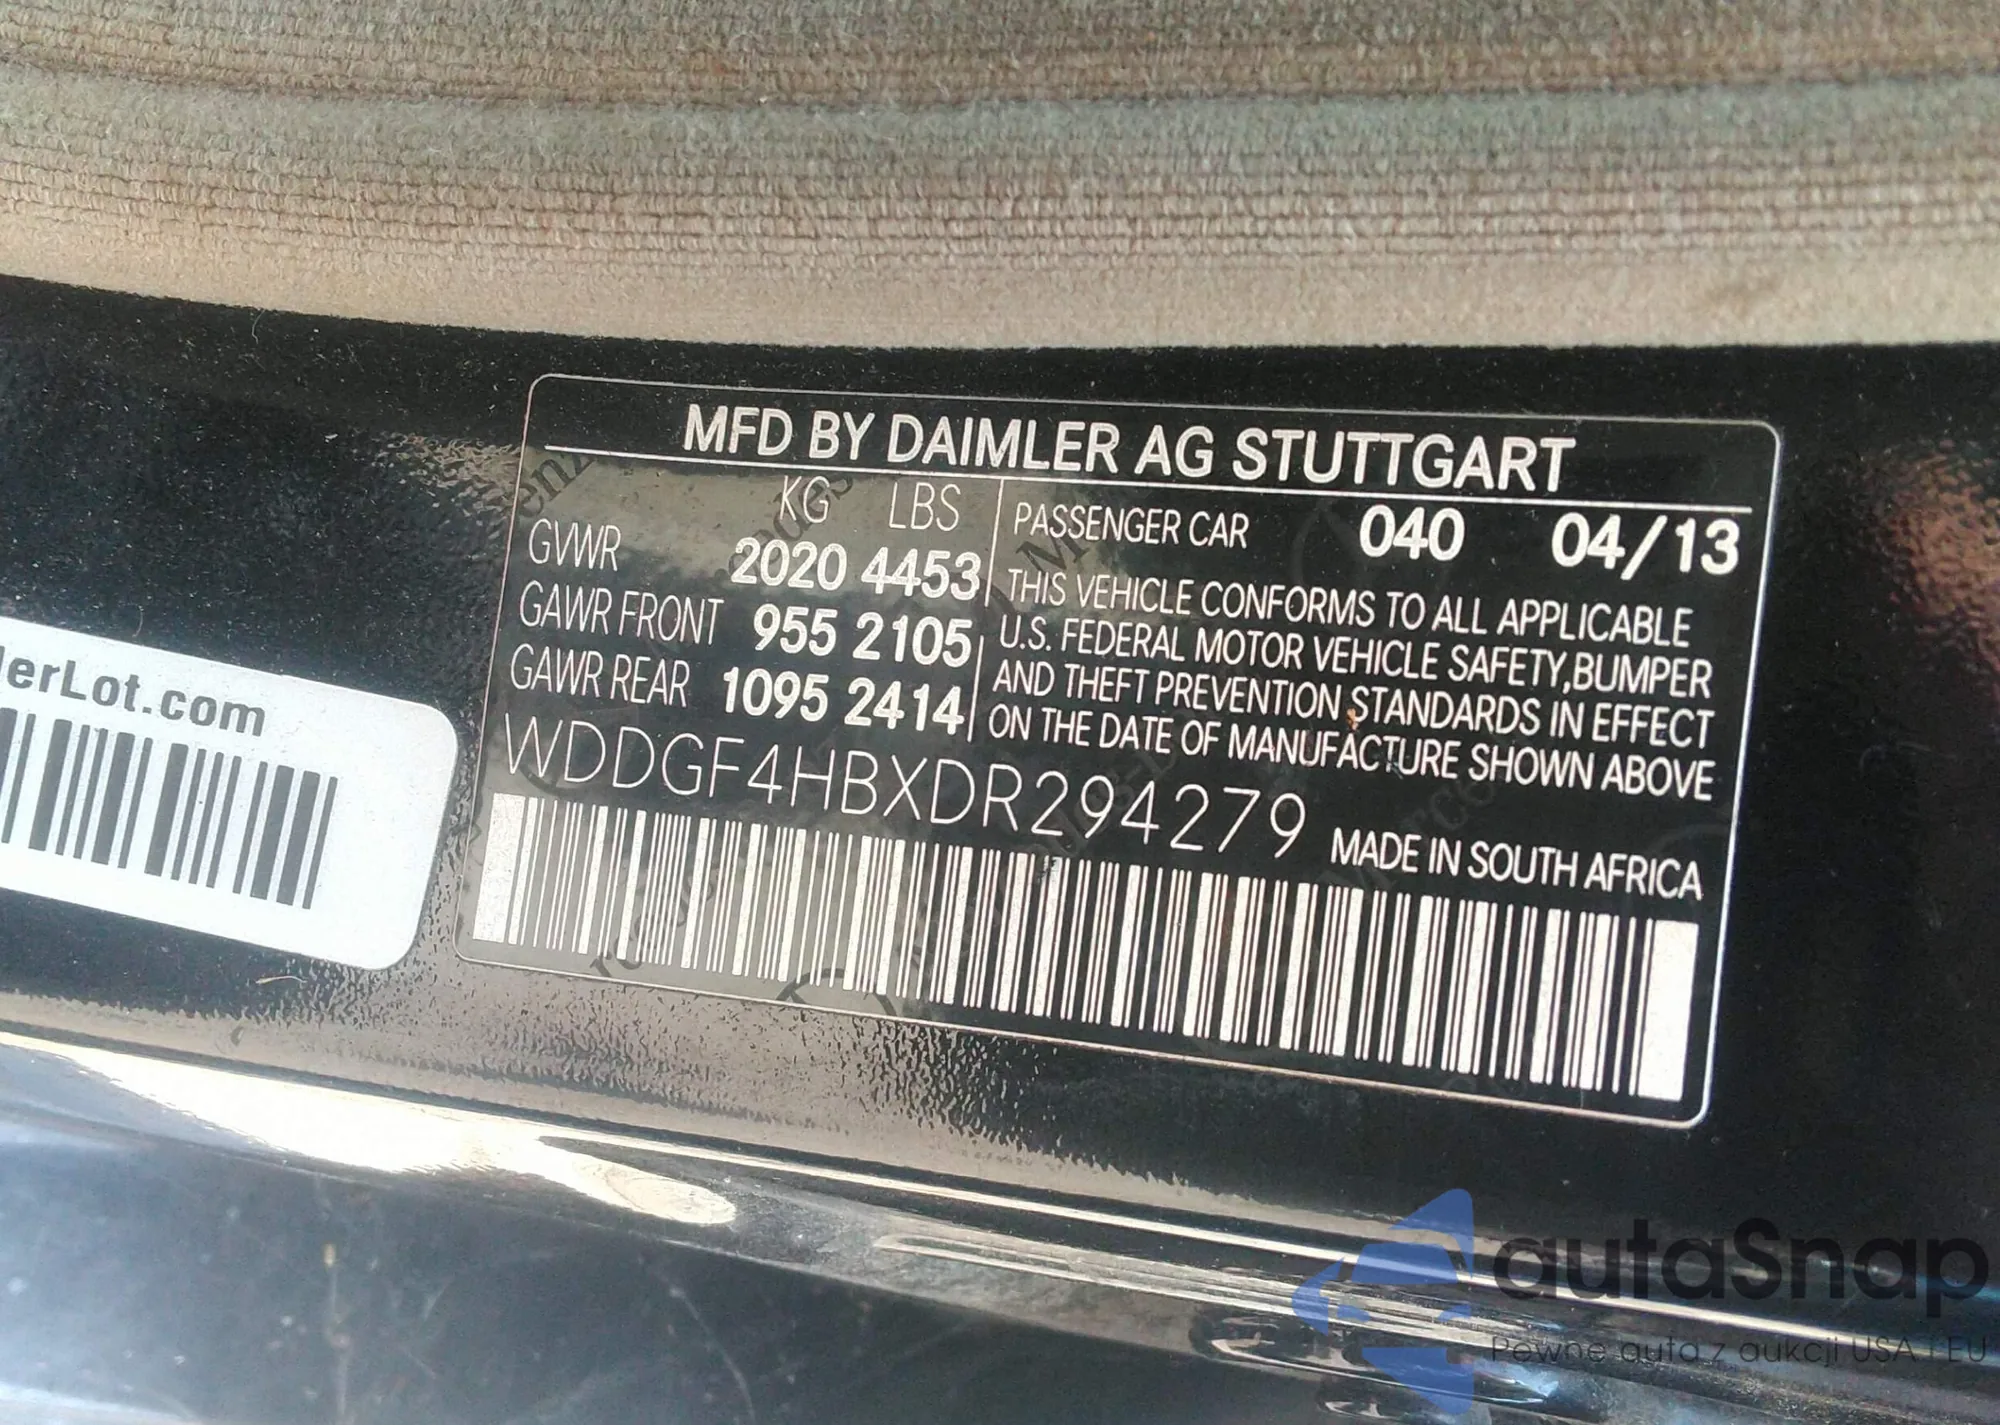 MFD BY DAIMLER AG STUTTGART
KG LBS
GVWR 2020 4453
GAWR FRONT 955 2105
GAWR REAR 1095 2414
PASSENGER CAR 040 04/13
THIS VEHICLE CONFORMS TO ALL APPLICABLE
U.S. FEDERAL MOTOR VEHICLE SAFETY,BUMPER
AND THEFT PREVENTION STANDARDS IN EFFECT
ON THE DATE OF MANUFACTURE SHOWN ABOVE
WDDGF4HBXDR294279
MADE IN SOUTH AFRICA
erLot.com
autaSnap
Pewne auta z aukcji USA i EU